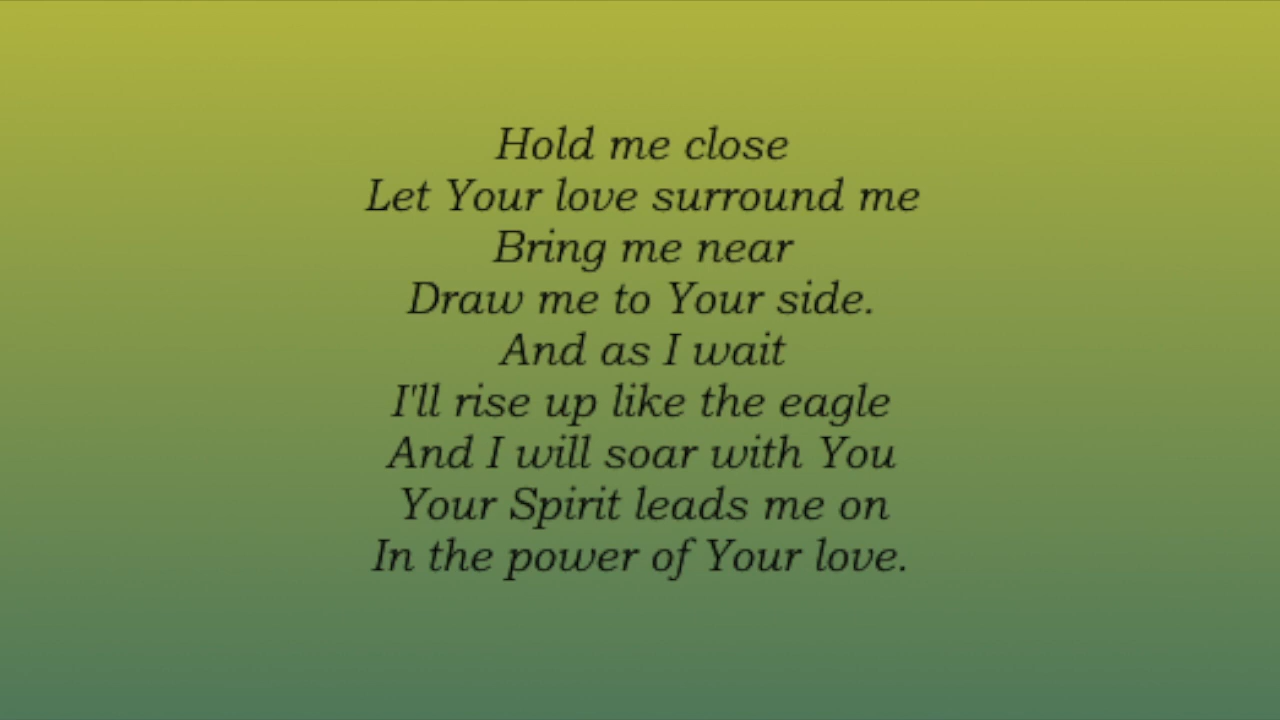 Hold me close
Let Your love surround me
Bring me near
Draw me to Your side.
And as I wait
I'll rise up like the eagle
And I will soar with You
Your Spirit leads me on
In the power of Your love.